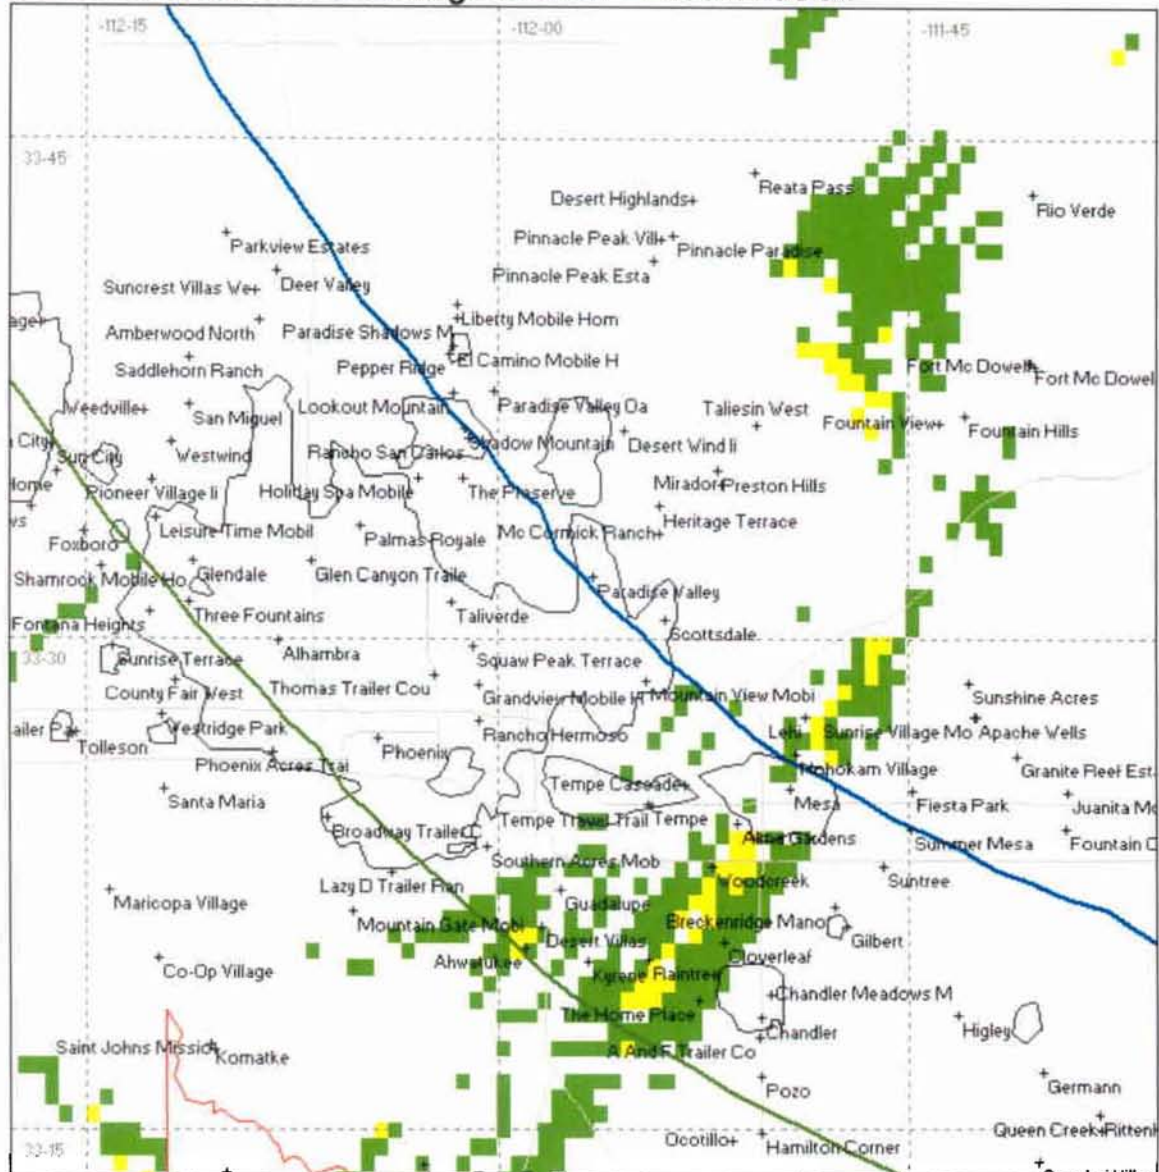 -112-15
-112-00
-111-45
33-45
Reata Pass
Desert Highlands
Rio Verde
Parkview Estates
Pinnacle Peak Vill
Pinnacle Paradise
Pinnacle Peak Esta
Suncrest Villas We
Deer Valley
Liberty Mobile Hom
Amberwood North
Paradise Shadows M
El Camino Mobile H
Saddlehorn Ranch
Pepper Ridge
Fort Mc Dowell
Fort Mc Dowel
Weedville
San Miguel
Lookout Mountain
Paradise Valley Oa
Taliesin West
Fountain View
Fountain Hills
City
Sun City
Westwind
Rancho San Carlos
Shadow Mountain
Desert Wind Ii
Home
Pioneer Village Ii
Holiday Spa Mobile
The Preserve
Mirador
Preston Hills
Leisure Time Mobil
Palmas Royale
Mc Cormick Ranch
Heritage Terrace
Foxboro
Shamrock Mobile Ho
Glendale
Glen Canyon Traile
Paradise Valley
Fontana Heights
Three Fountains
Taliverde
Scottsdale
33-30
Sunrise Terrace
Alhambra
Squaw Peak Terrace
County Fair West
Thomas Trailer Cou
Grandview Mobile H
Mountain View Mobi
Sunshine Acres
ailer Pa
Tolleson
Westridge Park
Phoenix
Rancho Hermoso
Lehi
Sunrise Village Mo
Apache Wells
Phoenix Acres Trai
Tempe Cascade
Hohokam Village
Granite Reef Est
Santa Maria
Mesa
Fiesta Park
Juanita Mo
Broadway Trailer C
Tempe Travel Trail
Tempe
Gardens
Summer Mesa
Fountain O
Southern Acres Mob
Lazy D Trailer Ran
Woodcreek
Suntree
Maricopa Village
Guadalupe
Mountain Gate Mobi
Breckenridge Mano
Gilbert
Desert Villas
Co-Op Village
Ahwatukee
Kyrene
Raintree
Cloverleaf
Chandler Meadows M
The Home Place
Chandler
Higley
Saint Johns Missio
Komatke
A And F Trailer Co
Pozo
Germann
Queen Creek
Rittenh
33-15
Ocotillo
Hamilton Corner